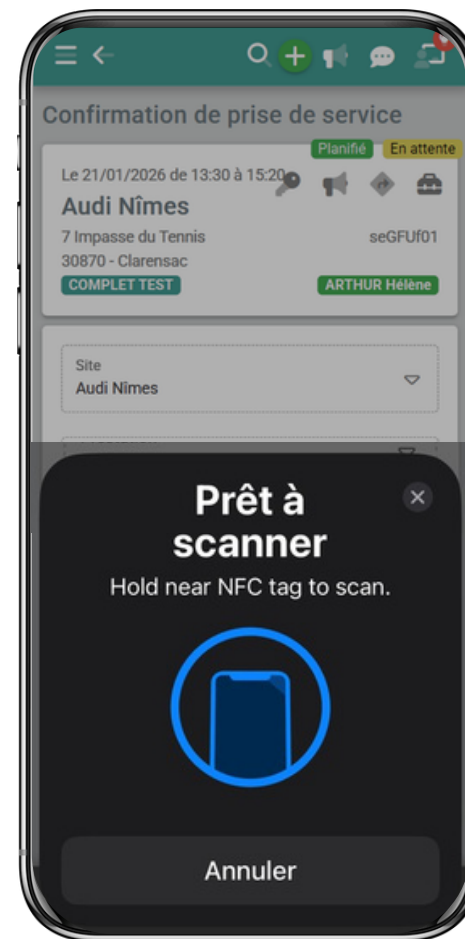 Confirmation de prise de service
Planifié En attente
Le 21/01/2026 de 13:30 à 15:20
Audi Nîmes
7 Impasse du Tennis seGFUf01
30870 - Clarensac
COMPLET TEST ARTHUR Hélène
Site
Audi Nîmes
Prêt à
scanner
Hold near NFC tag to scan.
Annuler